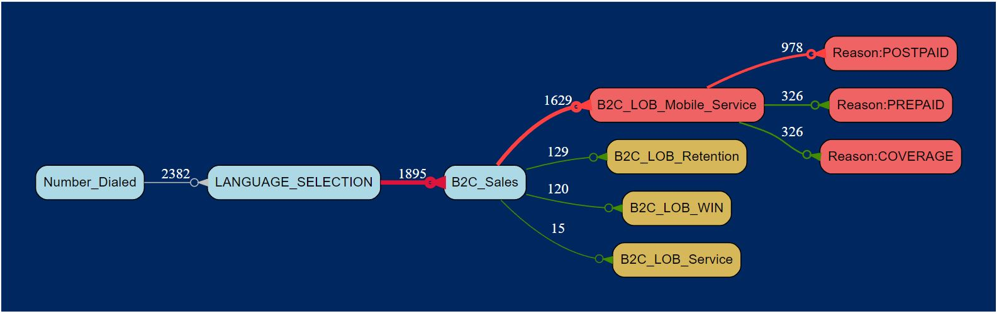 978
Reason:POSTPAID
1629
B2C_LOB_Mobile_Service
326
Reason:PREPAID
326
Reason:COVERAGE
129
B2C_LOB_Retention
Number_Dialed
2382
LANGUAGE_SELECTION
1895
B2C_Sales
120
B2C_LOB_WIN
15
B2C_LOB_Service